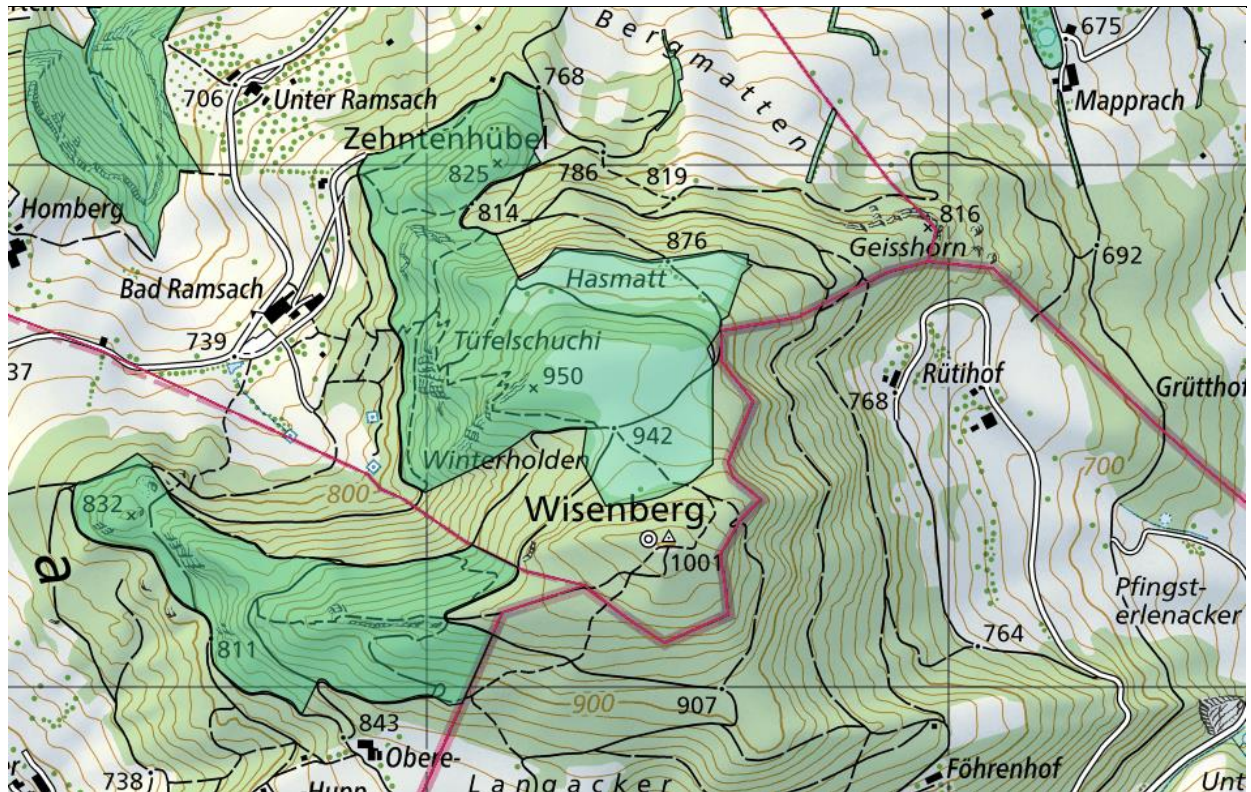 Bergmatten
675
768
706
Unter Ramsach
Mapprach
Zehntenhübel
825
786
819
814
Homberg
816
876
Geisshorn
692
Hasmatt
Bad Ramsach
739
Tüfelschuchi
37
950
Rütihof
768
Grütthof
942
Winterholden
700
800
832
Wisenberg
1001
a
Pfingst-
erlenacker
811
764
900
907
843
Obere-
738
Hupp
Langacker
Föhrenhof
Unt